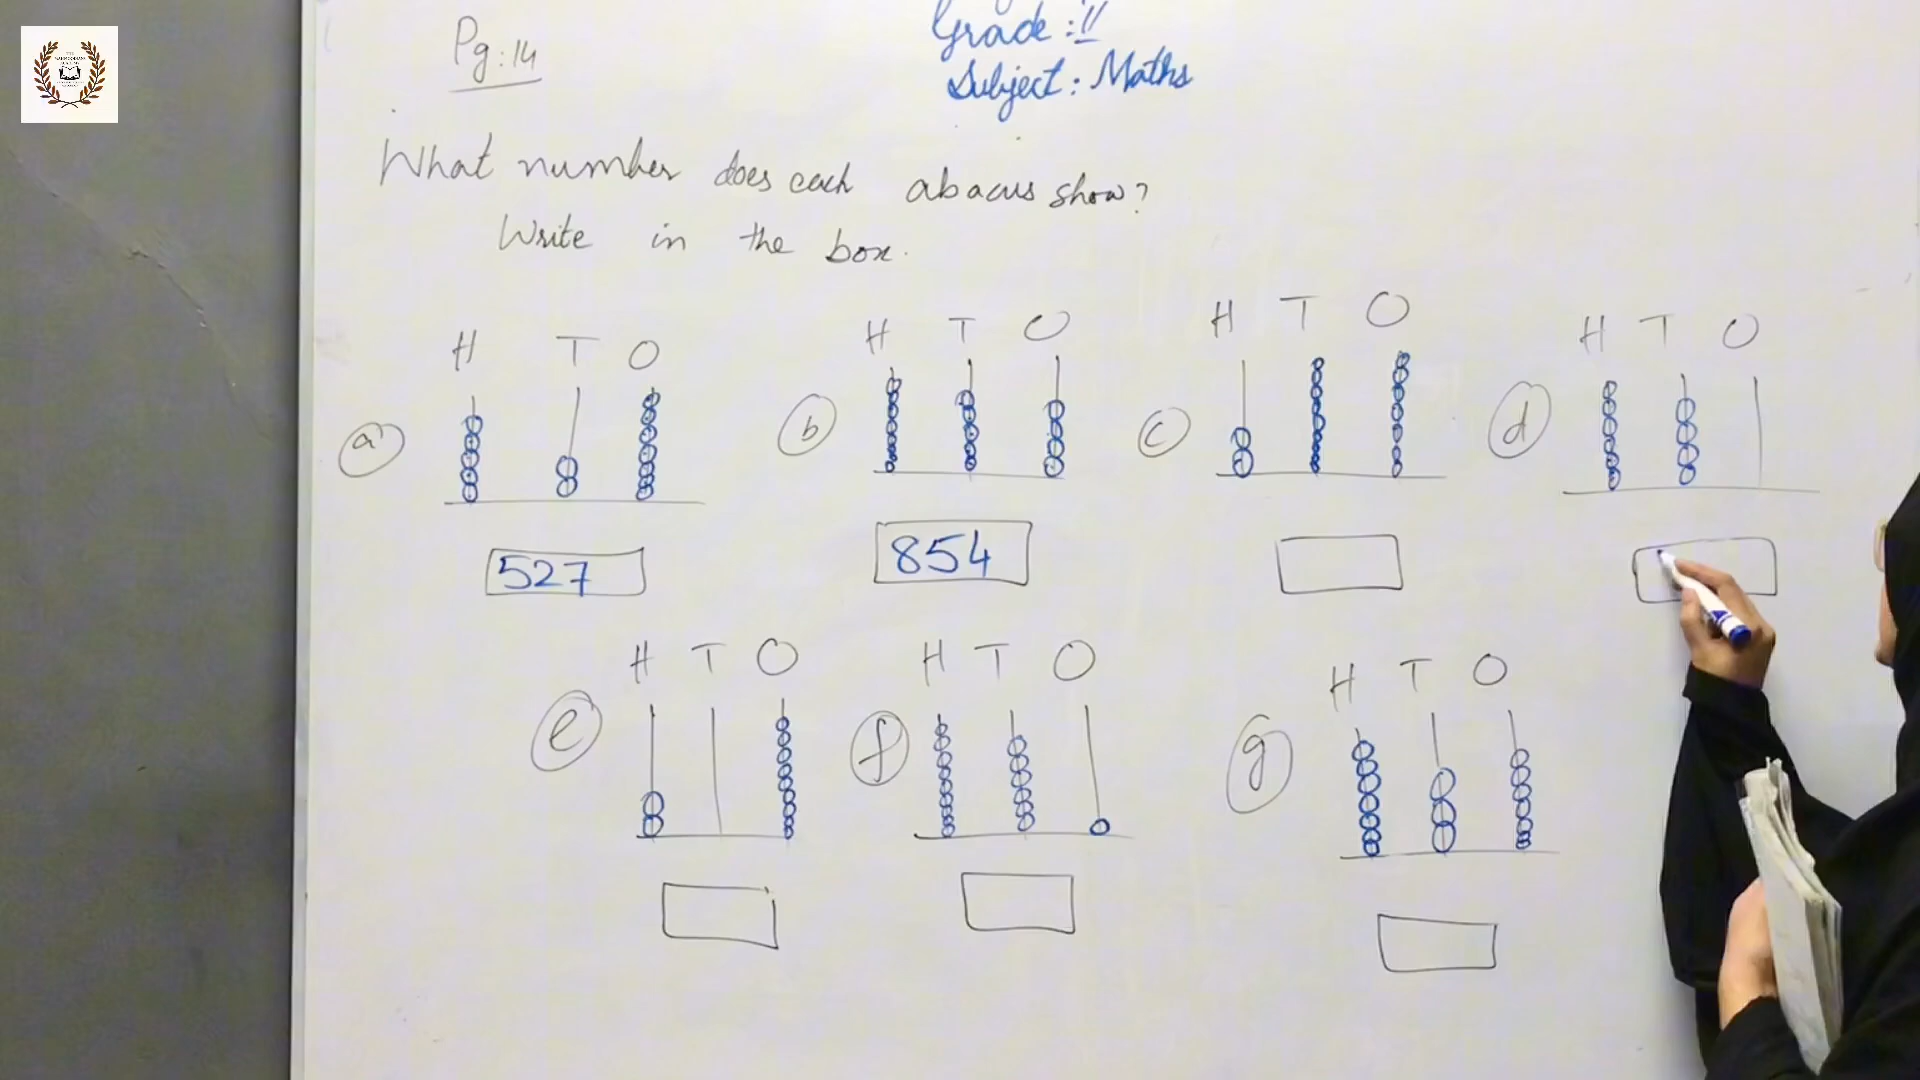 Pg:14
Grade : II
Subject : Maths
What number does each abacus show?
Write in the box.
H T O
H T O
H T O
H T O
a
b
c
d
527
854
H T O
H T O
H T O
e
f
g